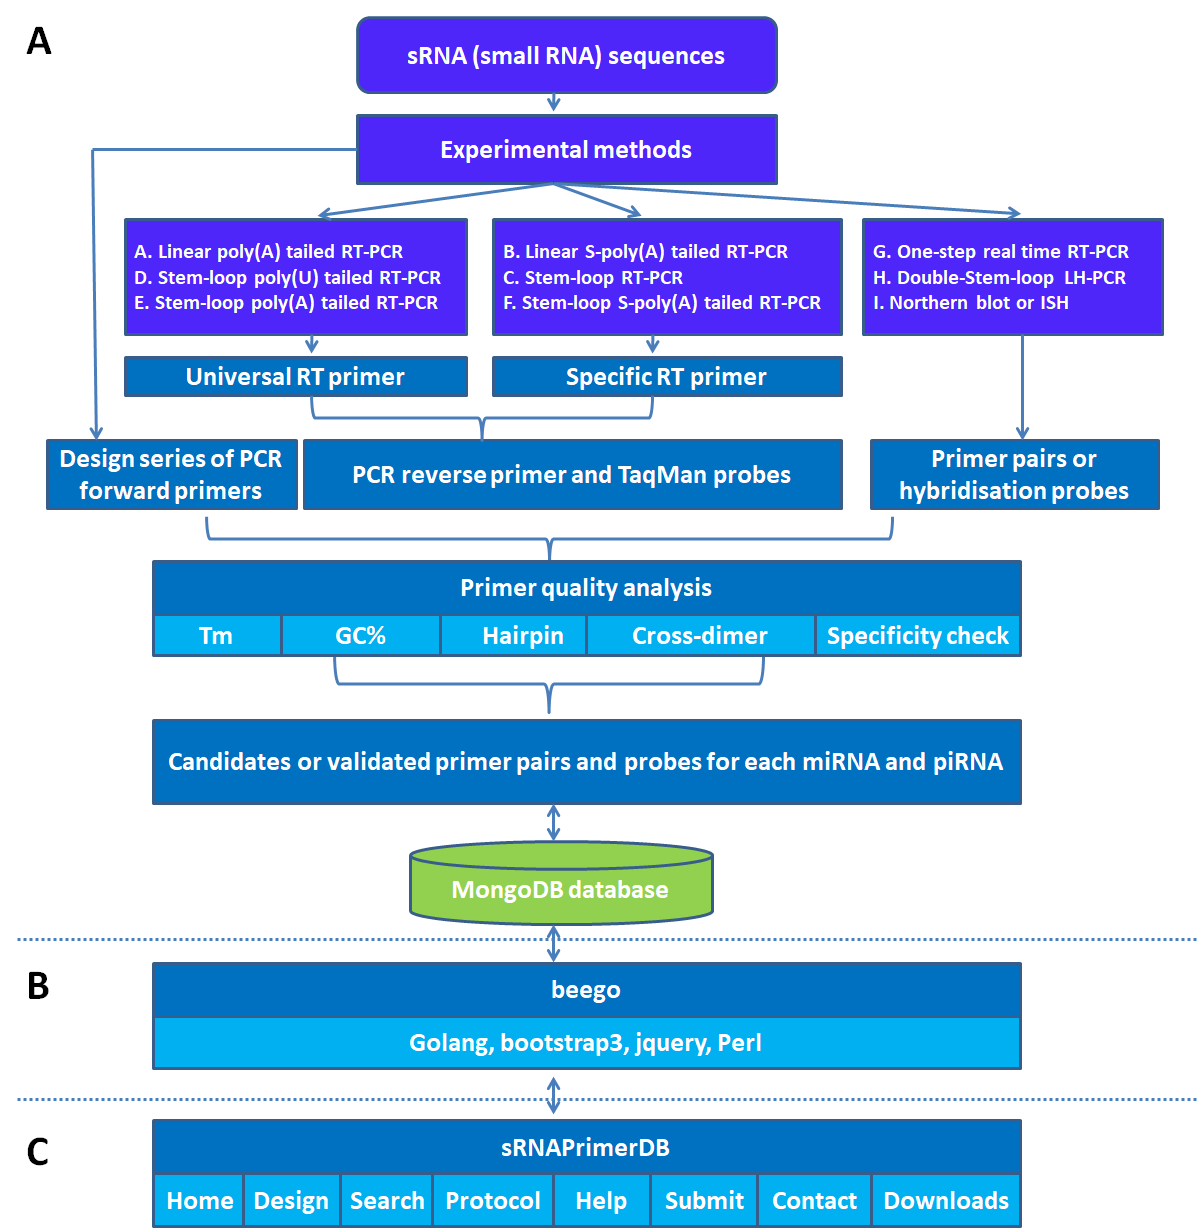 A
sRNA (small RNA) sequences
Experimental methods
A. Linear poly(A) tailed RT-PCR
D. Stem-loop poly(U) tailed RT-PCR
E. Stem-loop poly(A) tailed RT-PCR
B. Linear S-poly(A) tailed RT-PCR
C. Stem-loop RT-PCR
F. Stem-loop S-poly(A) tailed RT-PCR
G. One-step real time RT-PCR
H. Double-Stem-loop LH-PCR
I. Northern blot or ISH
Universal RT primer
Specific RT primer
Design series of PCR
forward primers
PCR reverse primer and TaqMan probes
Primer pairs or
hybridisation probes
Primer quality analysis
Tm
GC%
Hairpin
Cross-dimer
Specificity check
Candidates or validated primer pairs and probes for each miRNA and piRNA
MongoDB database
B
beego
Golang, bootstrap3, jquery, Perl
C
sRNAPrimerDB
Home
Design
Search
Protocol
Help
Submit
Contact
Downloads